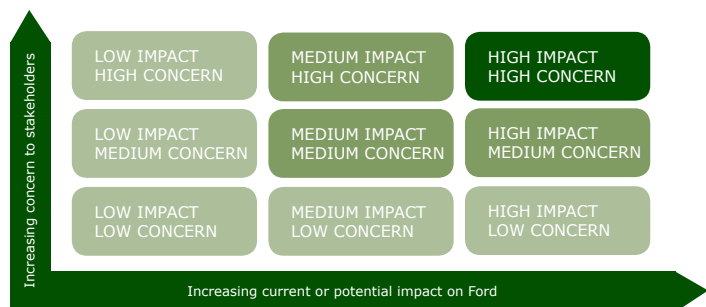 Increasing concern to stakeholders
LOW IMPACT
HIGH CONCERN
MEDIUM IMPACT
HIGH CONCERN
HIGH IMPACT
HIGH CONCERN
LOW IMPACT
MEDIUM CONCERN
MEDIUM IMPACT
MEDIUM CONCERN
HIGH IMPACT
MEDIUM CONCERN
LOW IMPACT
LOW CONCERN
MEDIUM IMPACT
LOW CONCERN
HIGH IMPACT
LOW CONCERN
Increasing current or potential impact on Ford